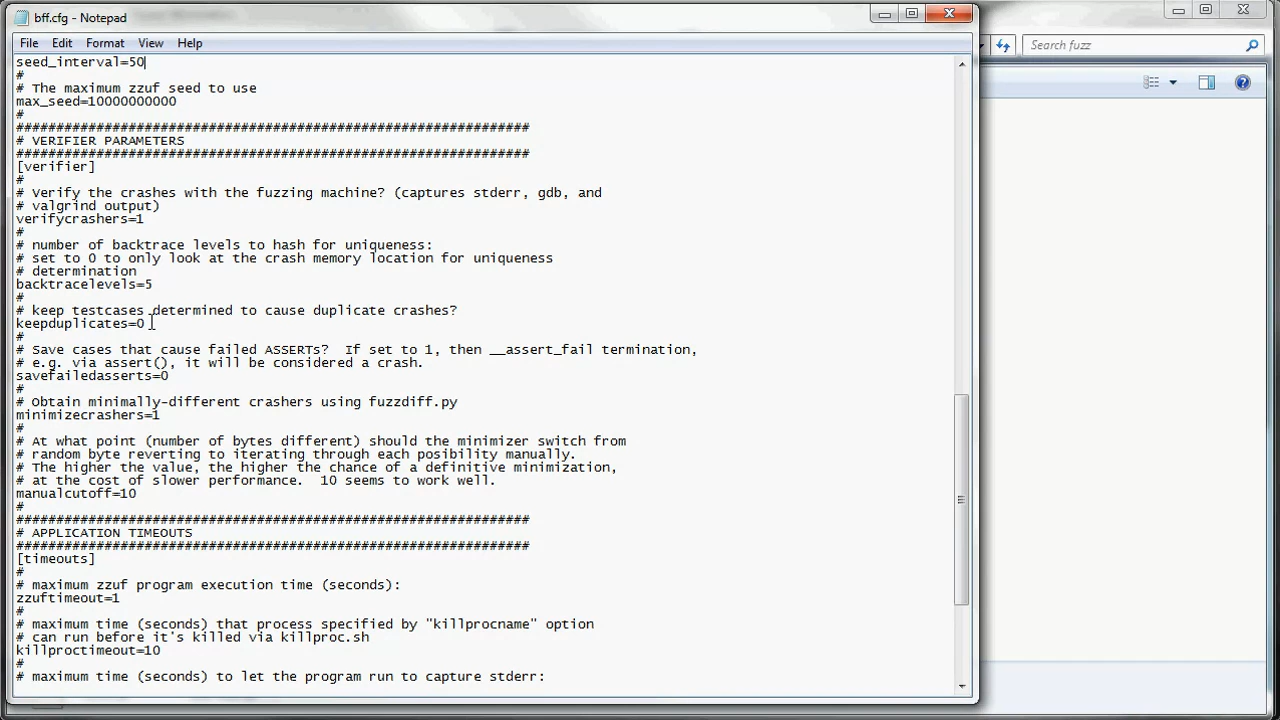 bff.cfg - Notepad
File Edit Format View Help
Search fuzz
seed_interval=50
#
# The maximum zzuf seed to use
max_seed=10000000000
#
################################################################
# VERIFIER PARAMETERS
################################################################
[verifier]
#
# Verify the crashes with the fuzzing machine? (captures stderr, gdb, and
# valgrind output)
verifycrashers=1
#
# number of backtrace levels to hash for uniqueness:
# set to 0 to only look at the crash memory location for uniqueness
# determination
backtracelevels=5
#
# keep testcases determined to cause duplicate crashes?
keepduplicates=0
#
# Save cases that cause failed ASSERTs?  If set to 1, then __assert_fail termination,
# e.g. via assert(), it will be considered a crash.
savefailedasserts=0
#
# Obtain minimally-different crashers using fuzzdiff.py
minimizecrashers=1
#
# At what point (number of bytes different) should the minimizer switch from
# random byte reverting to iterating through each posibility manually.
# The higher the value, the higher the chance of a definitive minimization,
# at the cost of slower performance.  10 seems to work well.
manualcutoff=10
#
################################################################
# APPLICATION TIMEOUTS
################################################################
[timeouts]
#
# maximum zzuf program execution time (seconds):
zzuftimeout=1
#
# maximum time (seconds) that process specified by "killprocname" option
# can run before it's killed via killproc.sh
killproctimeout=10
#
# maximum time (seconds) to let the program run to capture stderr: